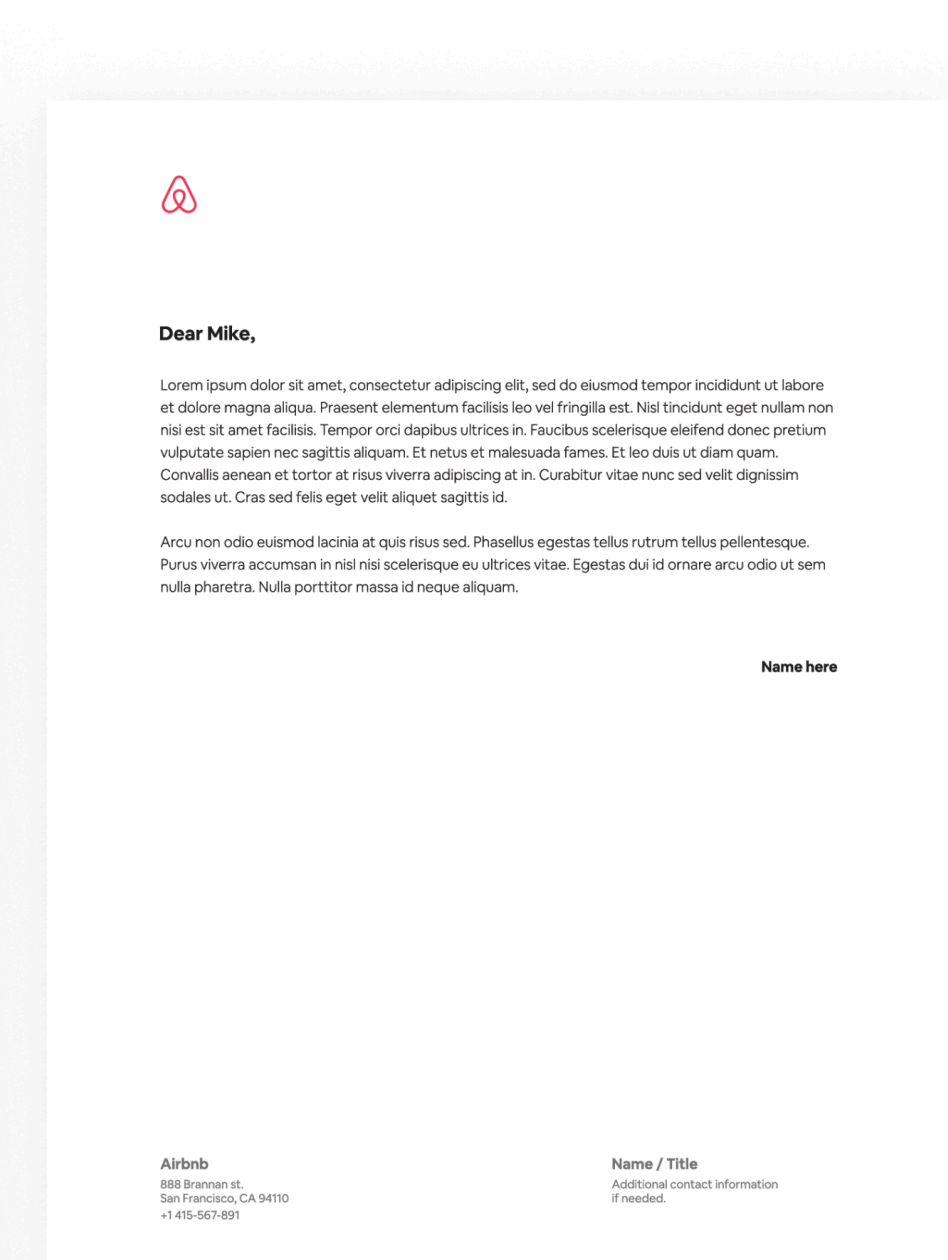 Dear Mike,
Lorem ipsum dolor sit amet, consectetur adipiscing elit, sed do eiusmod tempor incididunt ut labore
et dolore magna aliqua. Praesent elementum facilisis leo vel fringilla est. Nisl tincidunt eget nullam non
nisi est sit amet facilisis. Tempor orci dapibus ultrices in. Faucibus scelerisque eleifend donec pretium
vulputate sapien nec sagittis aliquam. Et netus et malesuada fames. Et leo duis ut diam quam.
Convallis aenean et tortor at risus viverra adipiscing at in. Curabitur vitae nunc sed velit dignissim
sodales ut. Cras sed felis eget velit aliquet sagittis id.
Arcu non odio euismod lacinia at quis risus sed. Phasellus egestas tellus rutrum tellus pellentesque.
Purus viverra accumsan in nisl nisi scelerisque eu ultrices vitae. Egestas dui id ornare arcu odio ut sem
nulla pharetra. Nulla porttitor massa id neque aliquam.
Name here
Airbnb
888 Brannan st.
San Francisco, CA 94110
+1 415-567-891
Name / Title
Additional contact information
if needed.